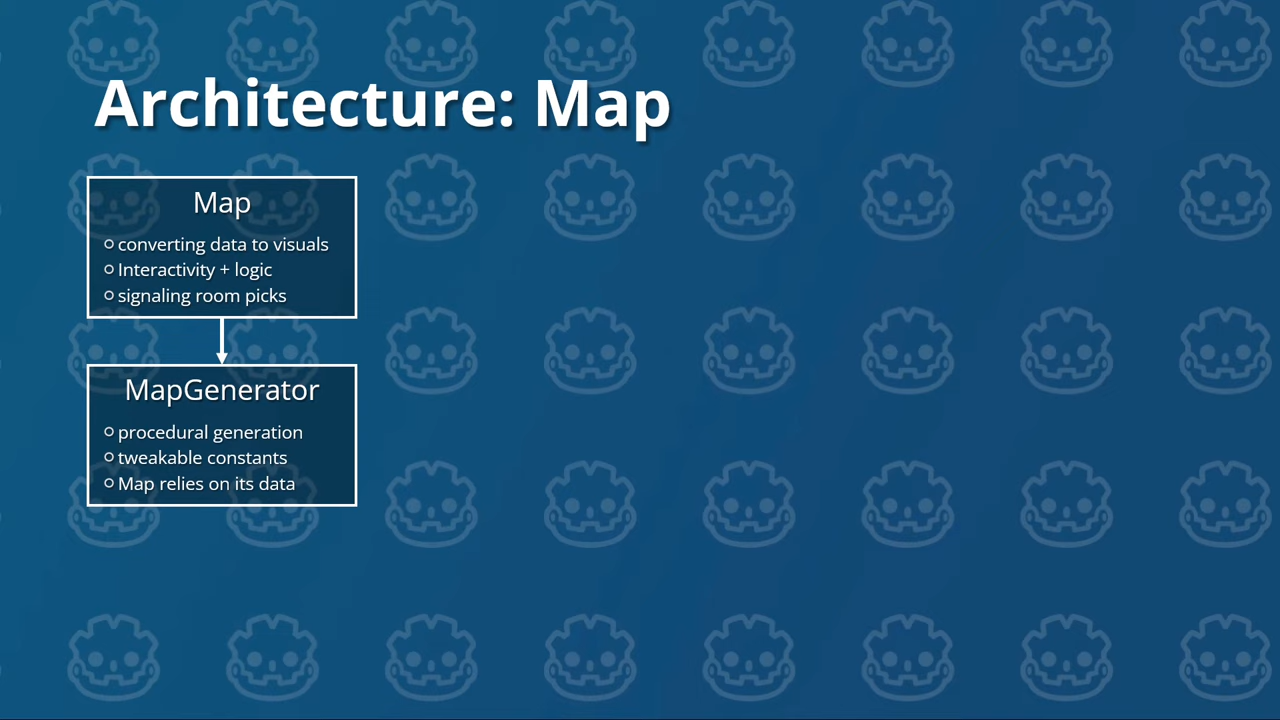 Architecture: Map
Map
converting data to visuals
Interactivity + logic
signaling room picks
MapGenerator
procedural generation
tweakable constants
Map relies on its data